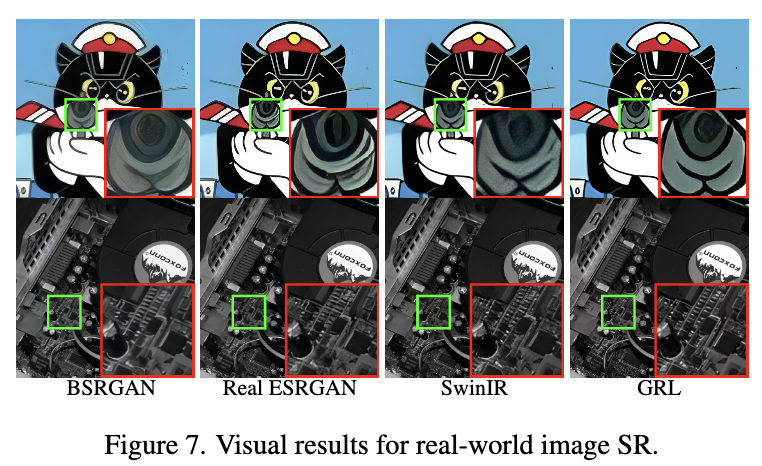 FOXCONN
FOXCONN
FOXCONN
FOXCONN
BSRGAN
Real ESRGAN
SwinIR
GRL
Figure 7. Visual results for real-world image SR.